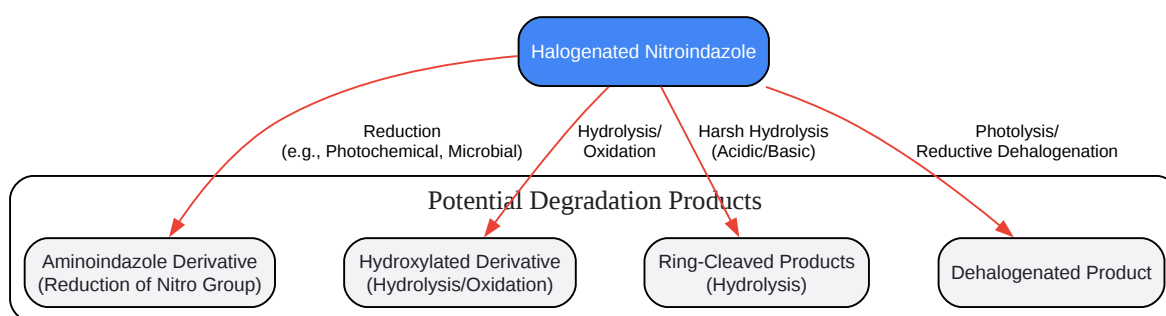 Halogenated Nitroindazole
Reduction
(e.g., Photochemical, Microbial)
Hydrolysis/
Oxidation
Harsh Hydrolysis
(Acidic/Basic)
Photolysis/
Reductive Dehalogenation
Potential Degradation Products
Aminoindazole Derivative
(Reduction of Nitro Group)
Hydroxylated Derivative
(Hydrolysis/Oxidation)
Ring-Cleaved Products
(Hydrolysis)
Dehalogenated Product